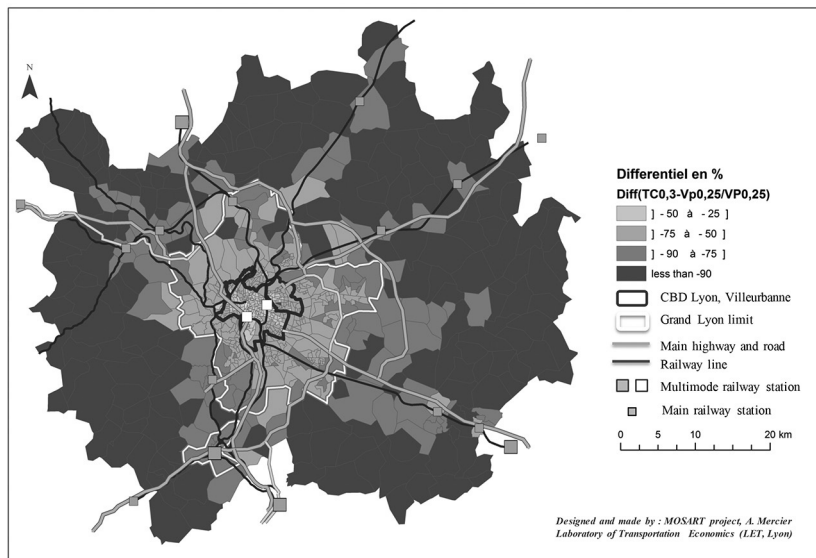 N
Differentiel en %
Diff(TC0,3-Vp0,25/VP0,25)
] - 50 à - 25 ]
] -75 à - 50 ]
] - 90 à -75 ]
less than -90
CBD Lyon, Villeurbanne
Grand Lyon limit
Main highway and road
Railway line
Multimode railway station
Main railway station
0 5 10 20 km
Designed and made by : MOSART project, A. Mercier
Laboratory of Transportation Economics (LET, Lyon)